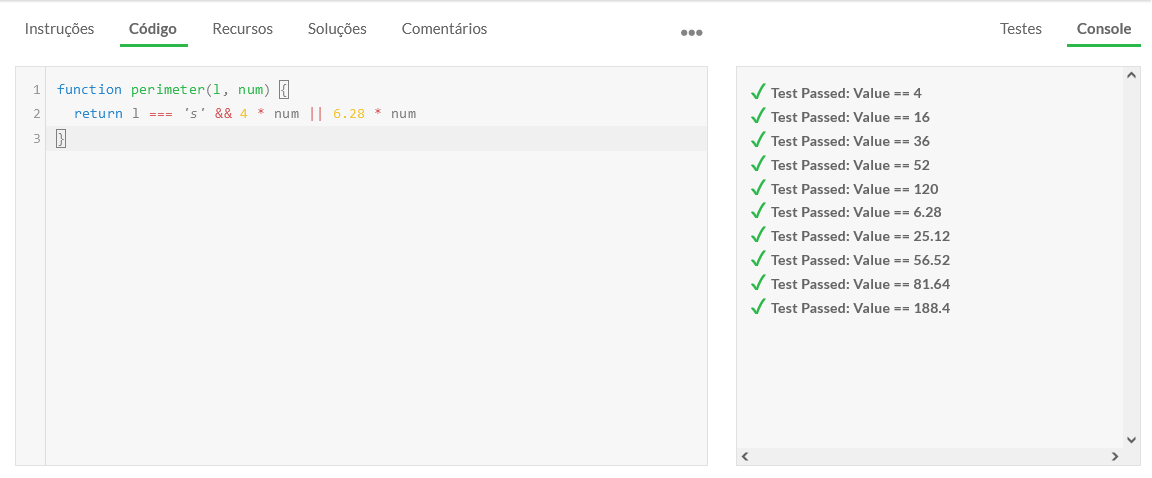 Instruções Código Recursos Soluções Comentários ••• Testes Console
1 function perimeter(l, num) {
2 return l === 's' && 4 * num || 6.28 * num
3 }
✓ Test Passed: Value == 4
✓ Test Passed: Value == 16
✓ Test Passed: Value == 36
✓ Test Passed: Value == 52
✓ Test Passed: Value == 120
✓ Test Passed: Value == 6.28
✓ Test Passed: Value == 25.12
✓ Test Passed: Value == 56.52
✓ Test Passed: Value == 81.64
✓ Test Passed: Value == 188.4